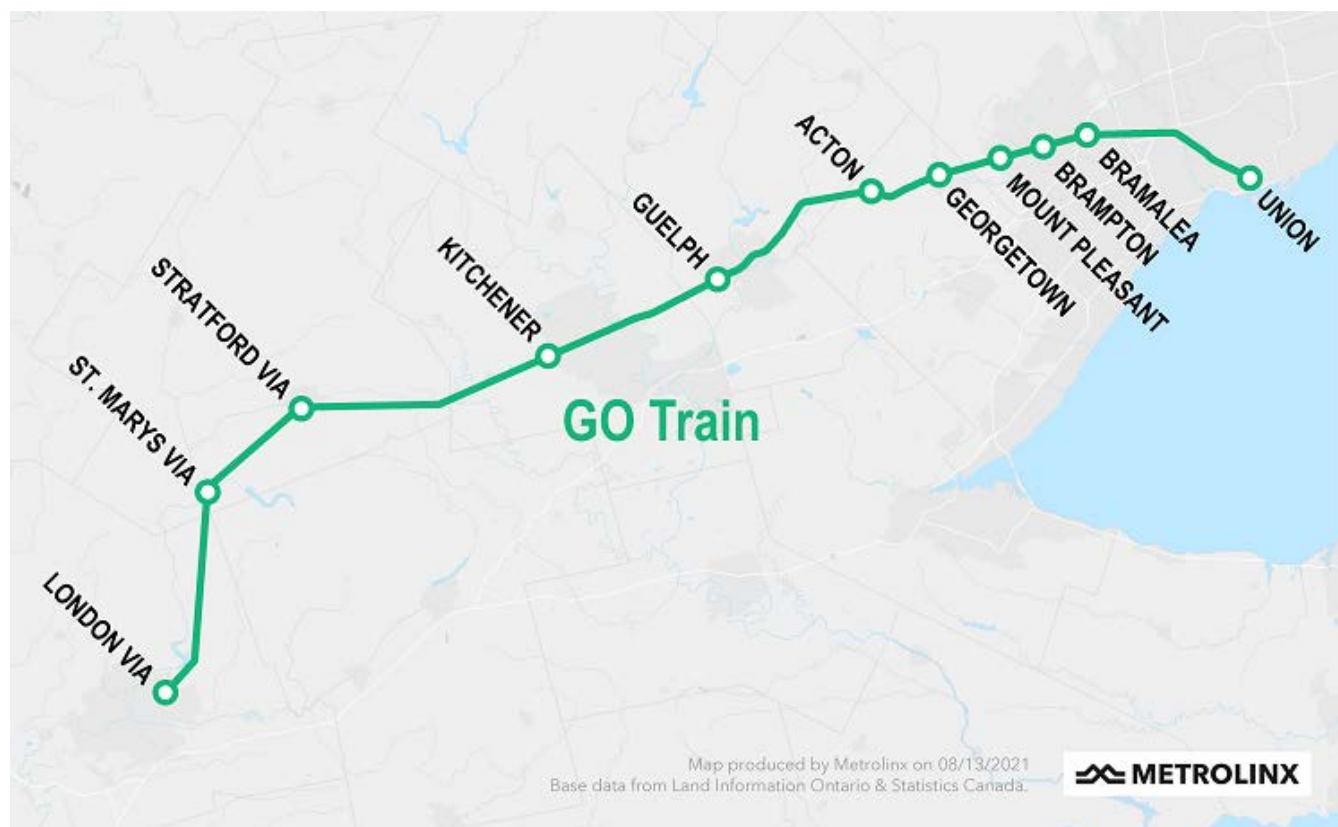 ACTON
BRAMALEA
BRAMPTON
MOUNT PLEASANT
GEORGETOWN
UNION
GUELPH
KITCHENER
STRATFORD VIA
ST. MARYS VIA
LONDON VIA
GO Train
Map produced by Metrolinx on 08/13/2021
Base data from Land Information Ontario & Statistics Canada.
METROLINX